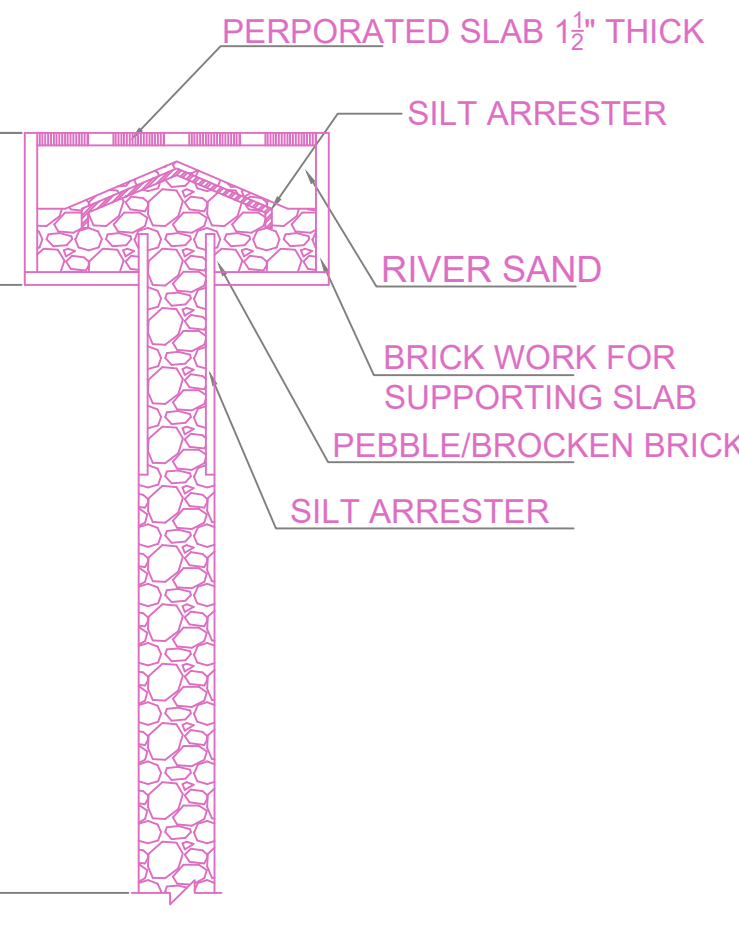 PERPORATED SLAB 1½" THICK
SILT ARRESTER
RIVER SAND
BRICK WORK FOR
SUPPORTING SLAB
PEBBLE/BROCKEN BRICK
SILT ARRESTER